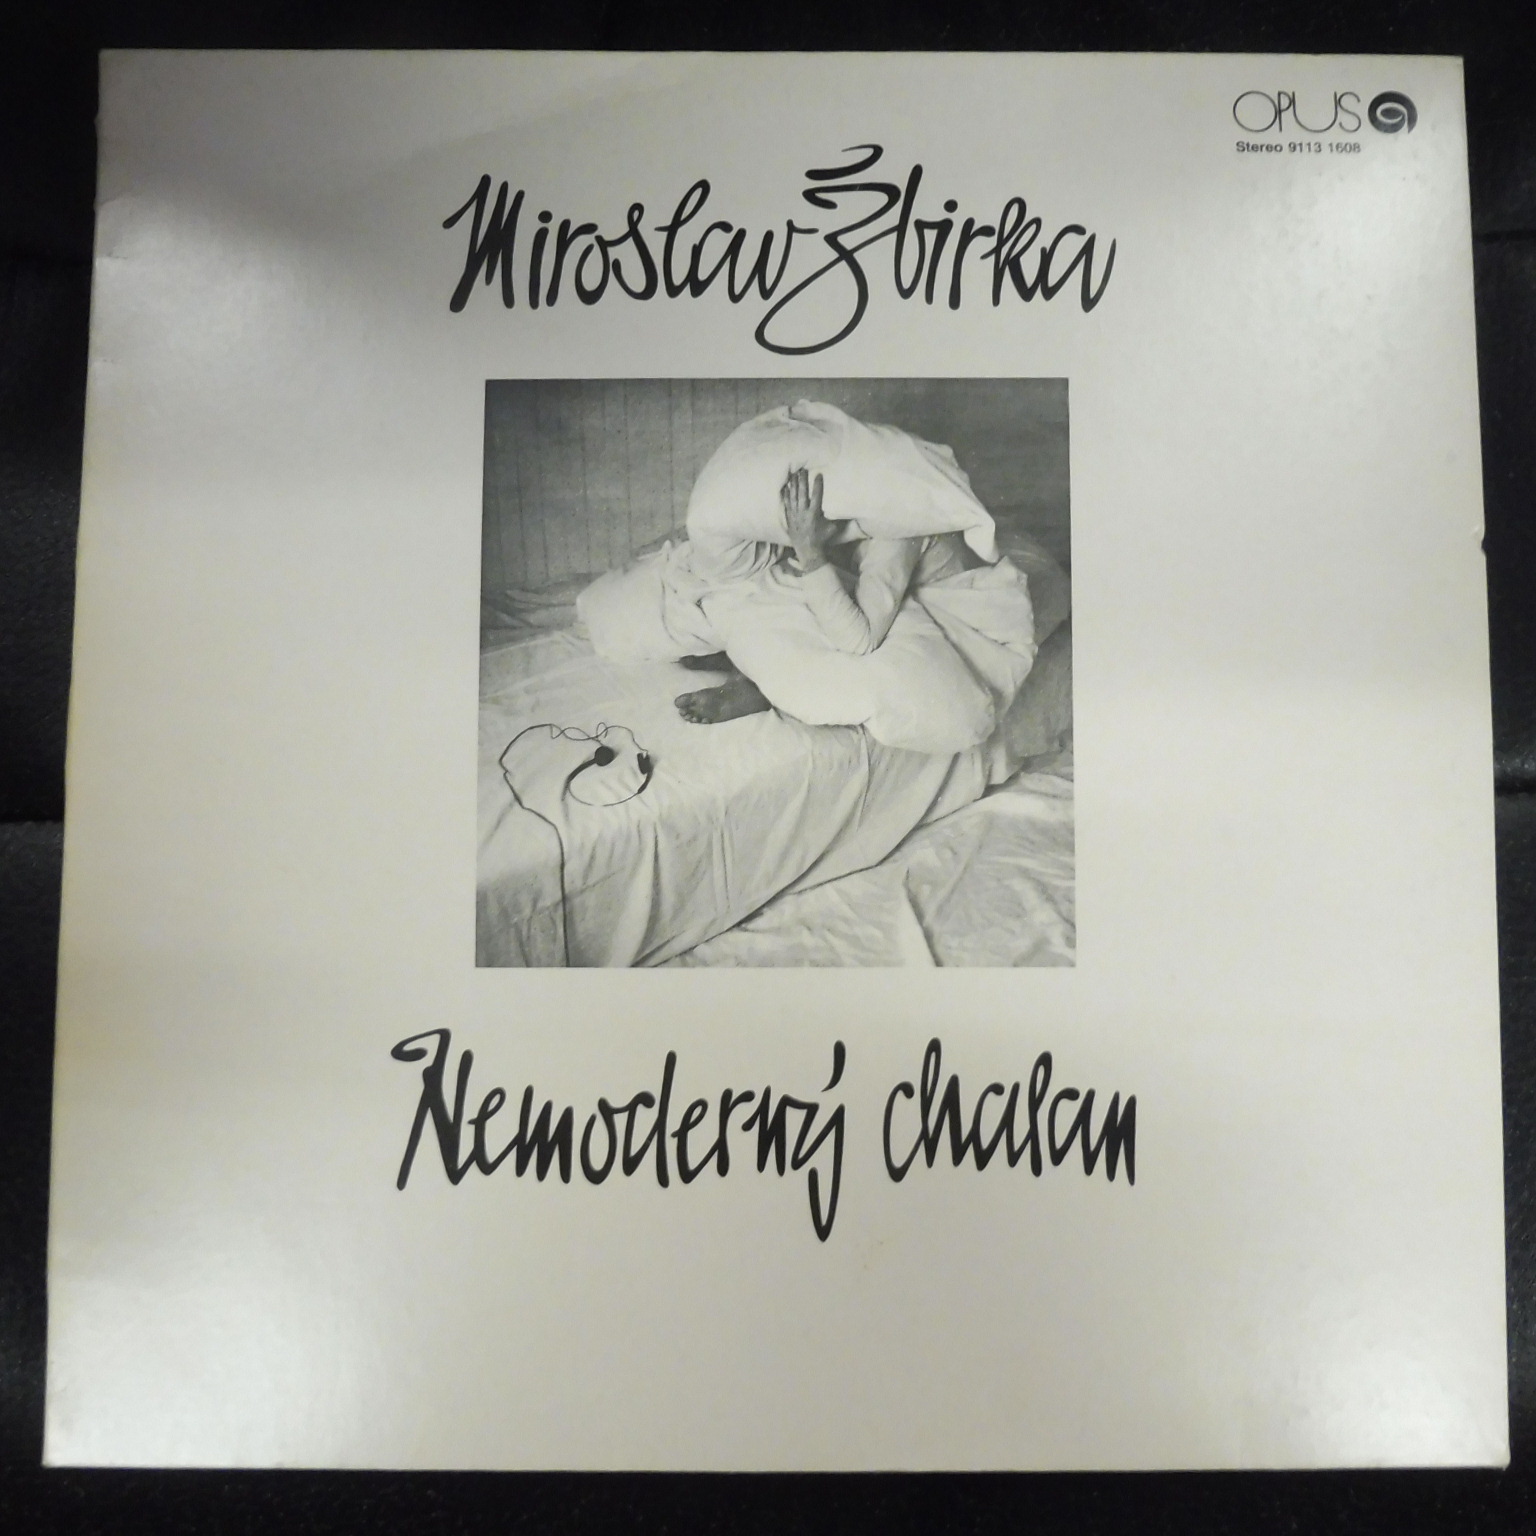 OPUS
Stereo 9113 1608
Miroslav Žbirka
Nemoderný chalan